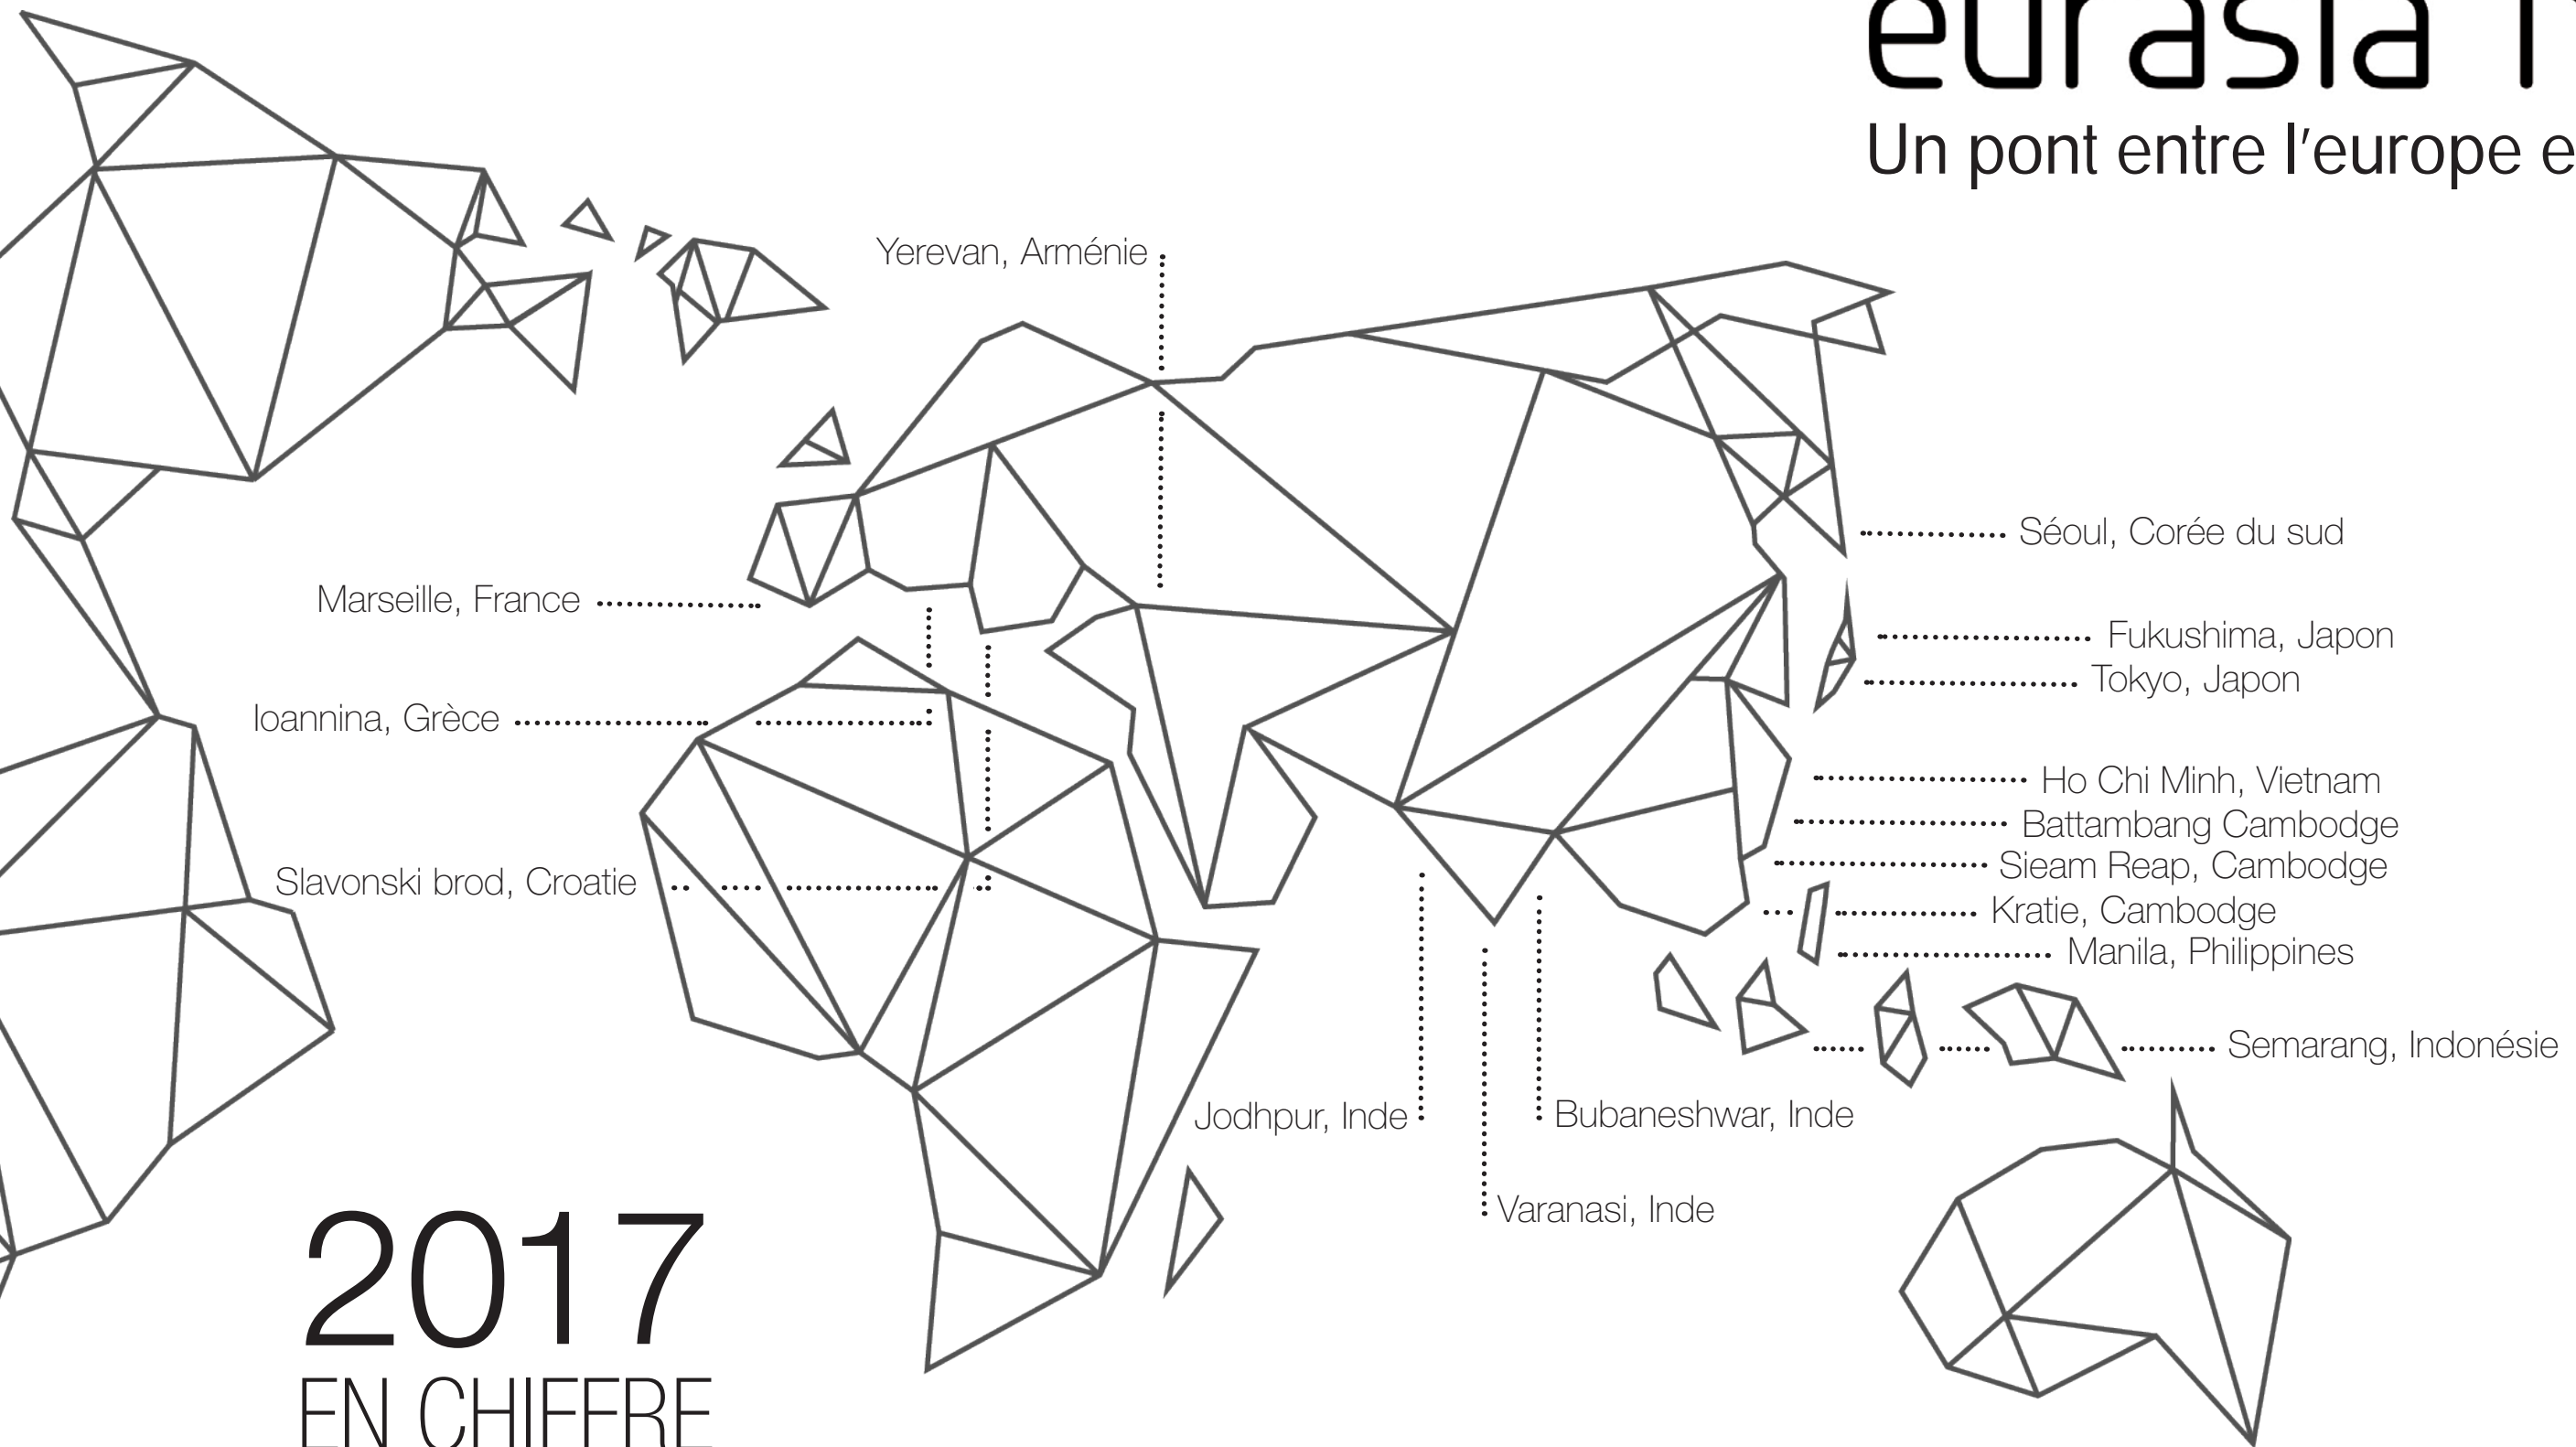 eurasia
Un pont entre l'europe e
Yerevan, Arménie
Séoul, Corée du sud
Marseille, France
Fukushima, Japon
Tokyo, Japon
Ioannina, Grèce
Ho Chi Minh, Vietnam
Battambang Cambodge
Sieam Reap, Cambodge
Slavonski brod, Croatie
Kratie, Cambodge
Manila, Philippines
Semarang, Indonésie
Jodhpur, Inde
Bubaneshwar, Inde
Varanasi, Inde
2017
EN CHIFFRE